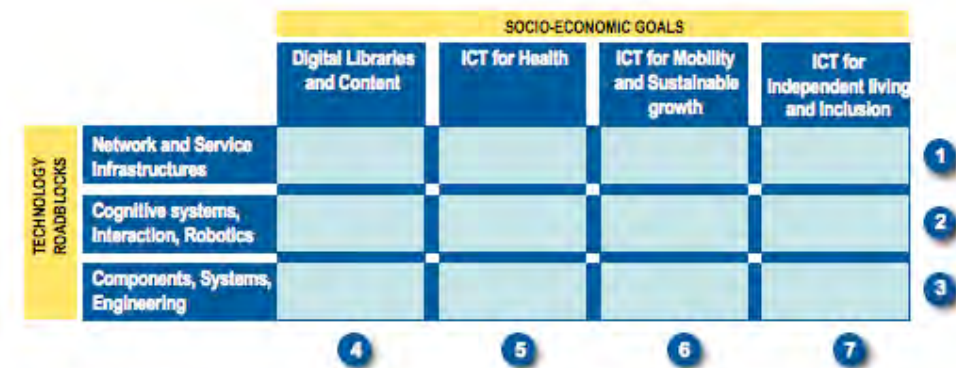 SOCIO-ECONOMIC GOALS
Digital Libraries
and Content
ICT for Health
ICT for Mobility
and Sustainable
growth
ICT for
independent living
and Inclusion
TECHNOLOGY
ROADBLOCKS
Network and Service
Infrastructures
1
Cognitive systems,
Interaction, Robotics
2
Components, Systems,
Engineering
3
4
5
6
7